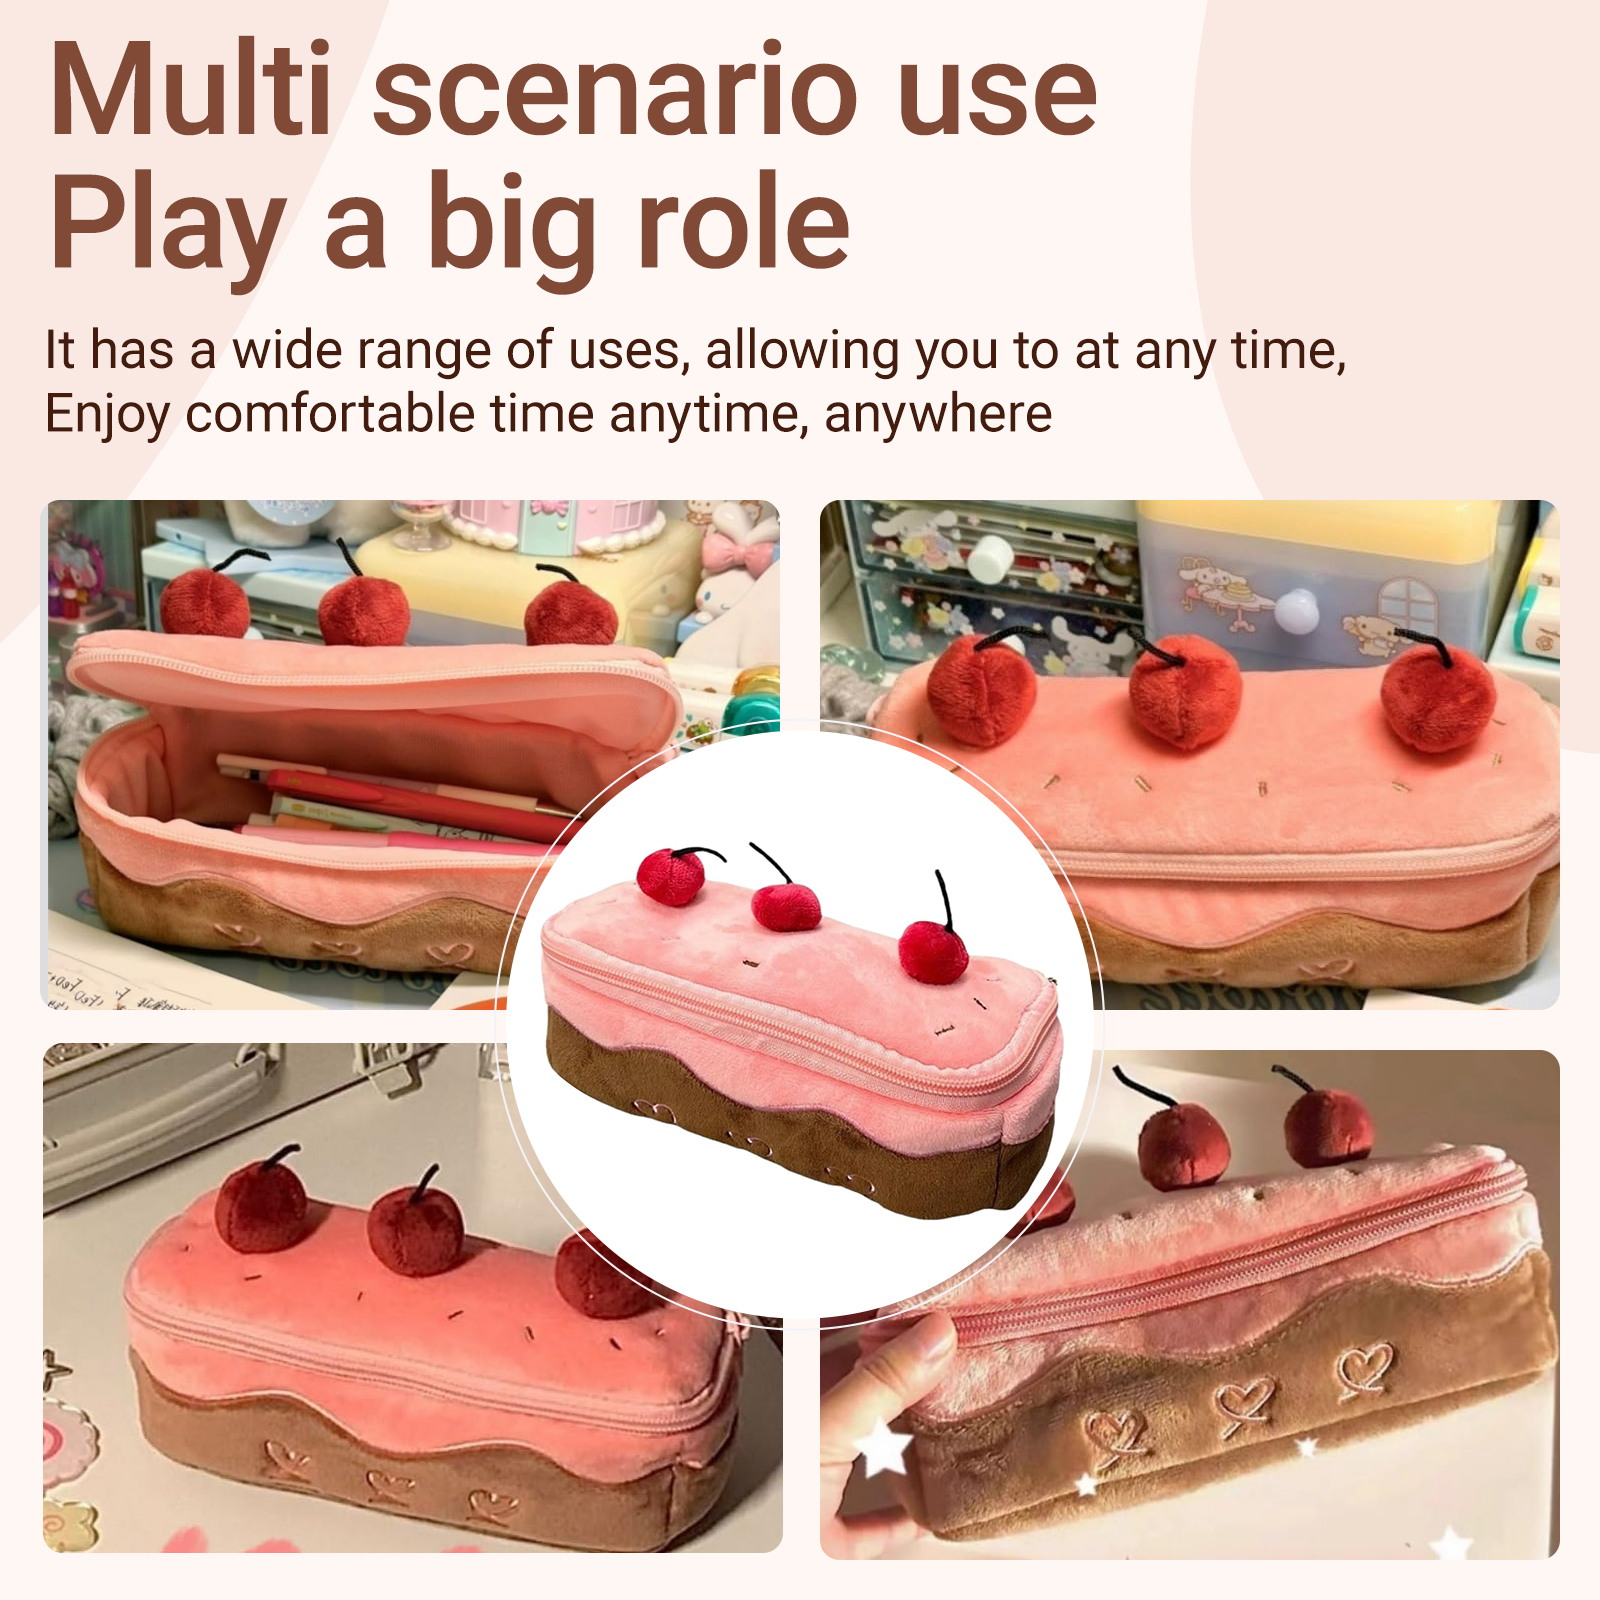 Multi scenario use
Play a big role
It has a wide range of uses, allowing you to at any time,
Enjoy comfortable time anytime, anywhere